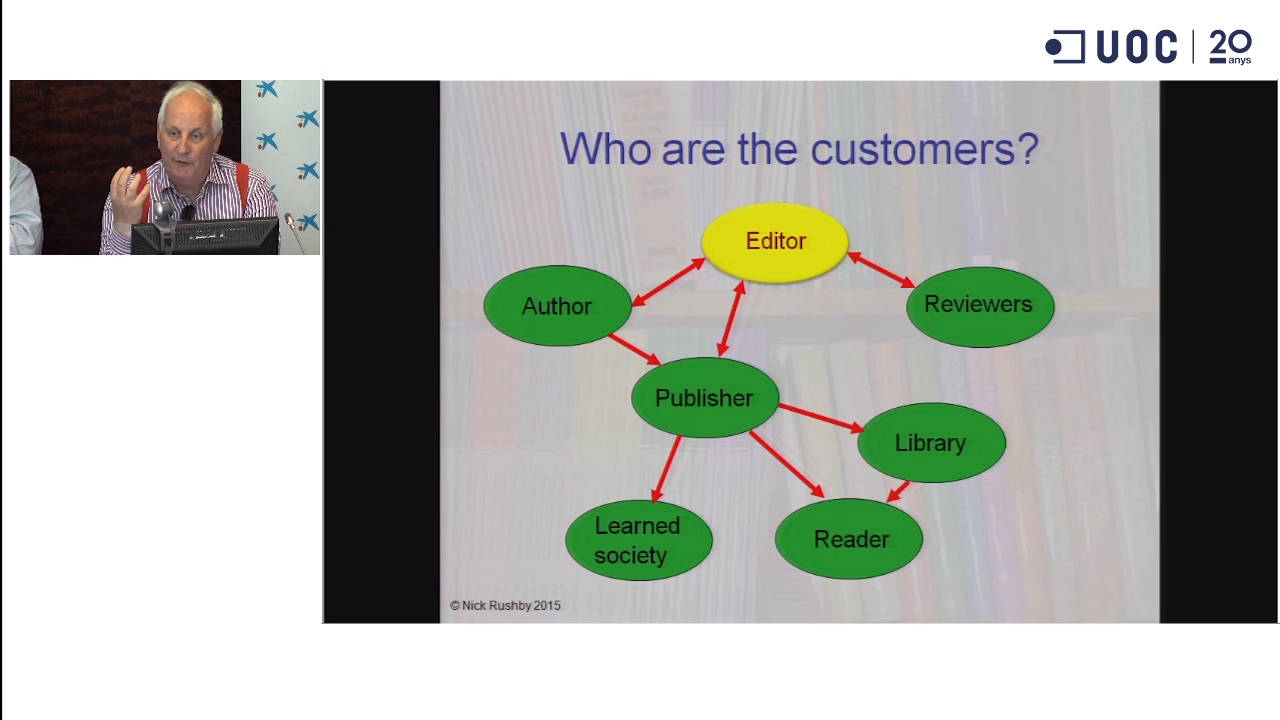 UOC
20
anys
Who are the customers?
Editor
Author
Reviewers
Publisher
Library
Learned
society
Reader
© Nick Rushby 2015